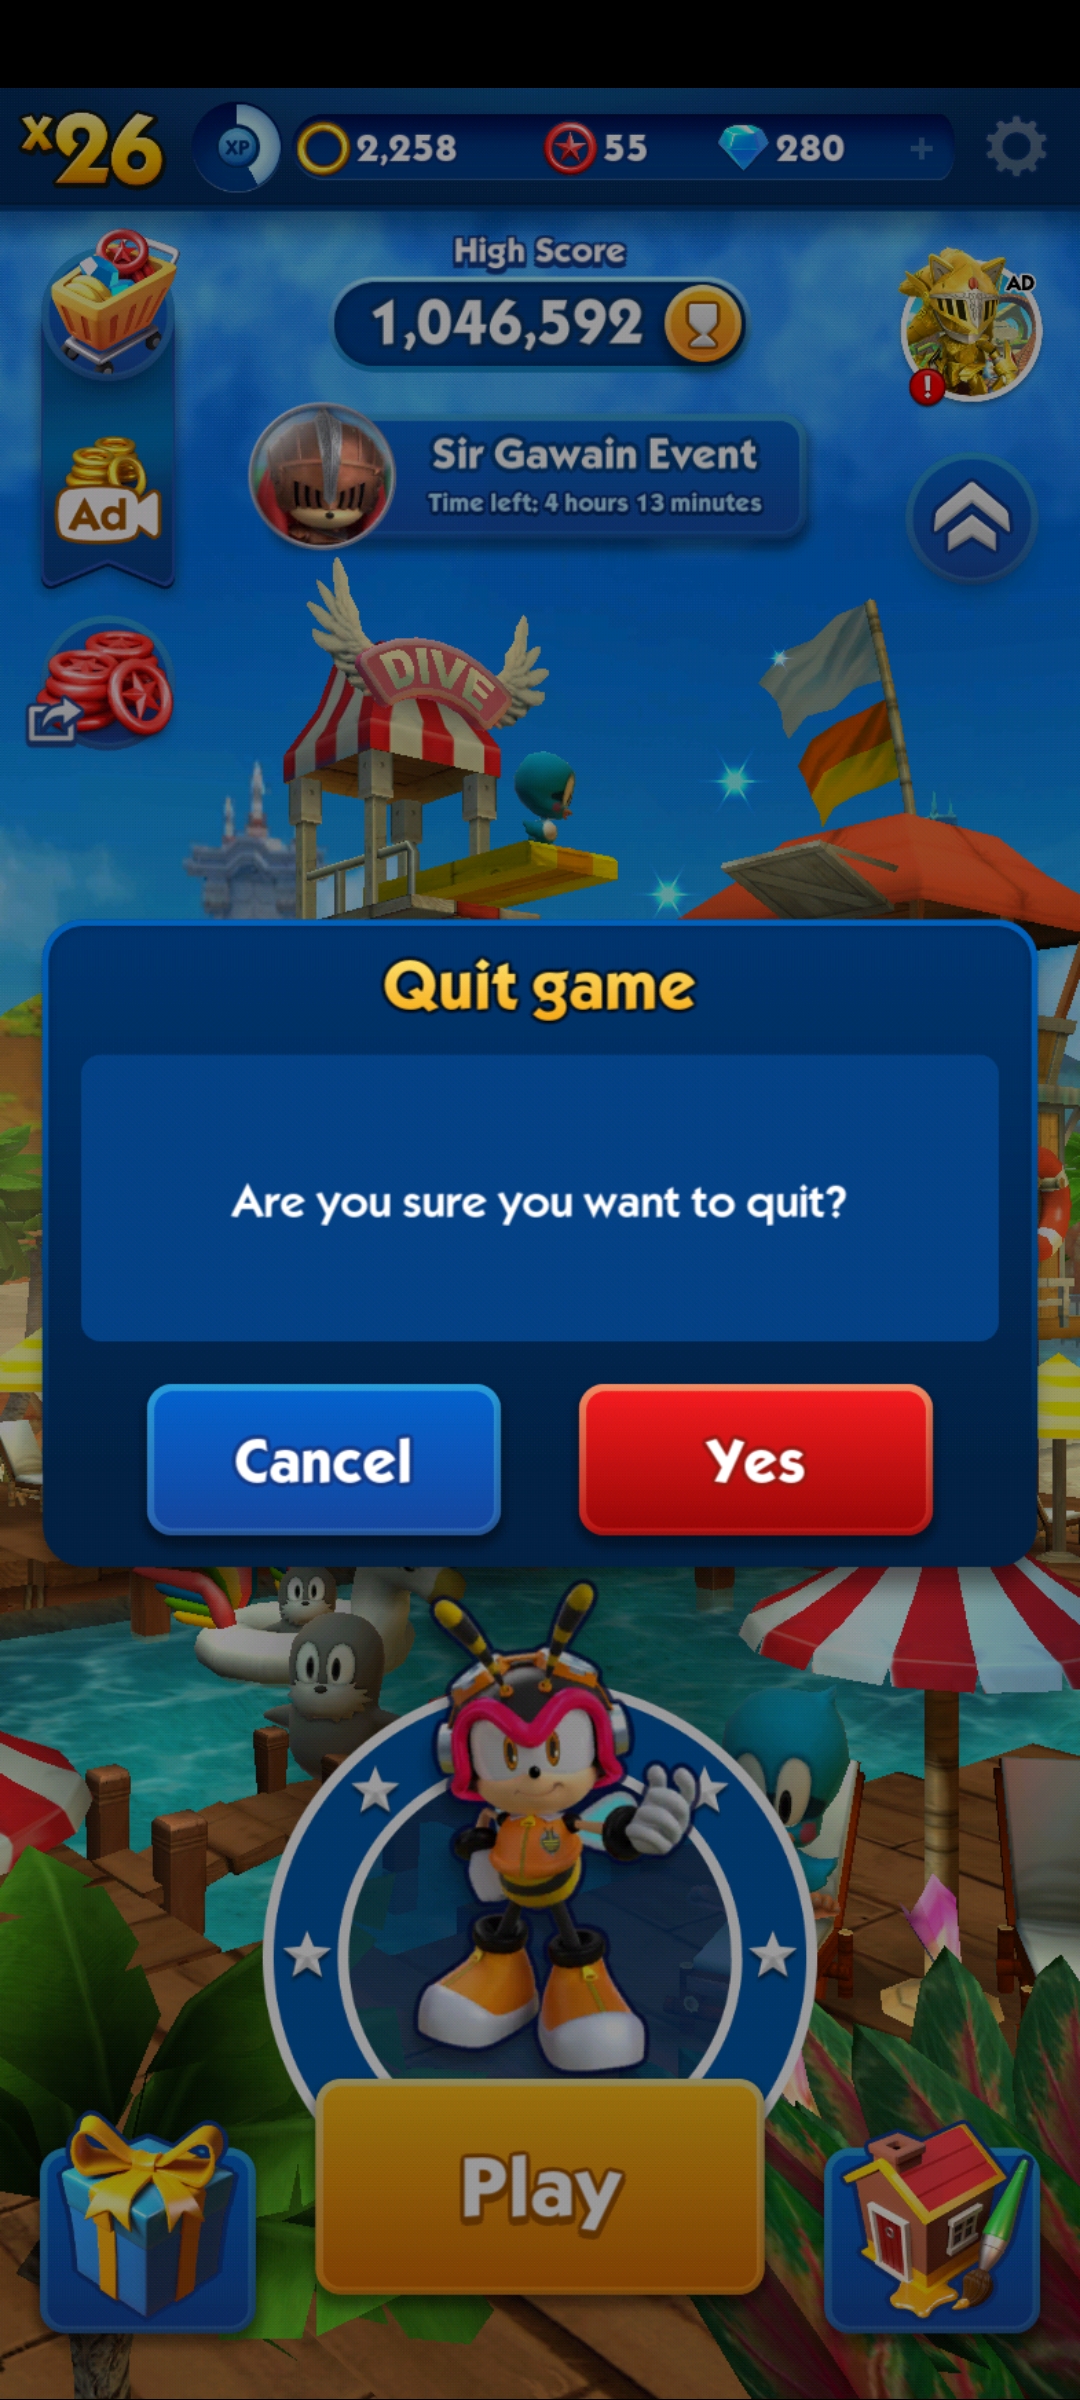 x26
XP
2,258
55
280
+
High Score
1,046,592
AD
!
Sir Gawain Event
Time left: 4 hours 13 minutes
Ad
DIVE
Quit game
Are you sure you want to quit?
Cancel
Yes
Play